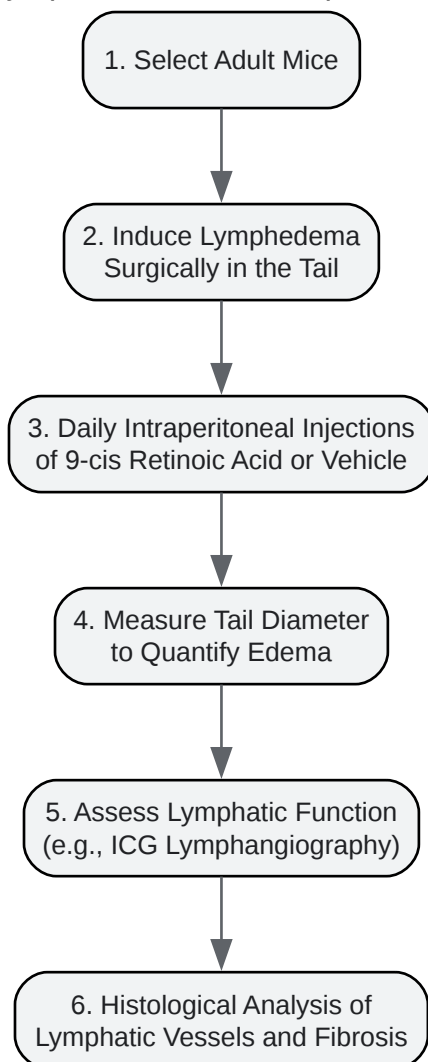 1. Select Adult Mice
2. Induce Lymphedema
Surgically in the Tail
3. Daily Intraperitoneal Injections
of 9-cis Retinoic Acid or Vehicle
4. Measure Tail Diameter
to Quantify Edema
5. Assess Lymphatic Function
(e.g., ICG Lymphangiography)
6. Histological Analysis of
Lymphatic Vessels and Fibrosis